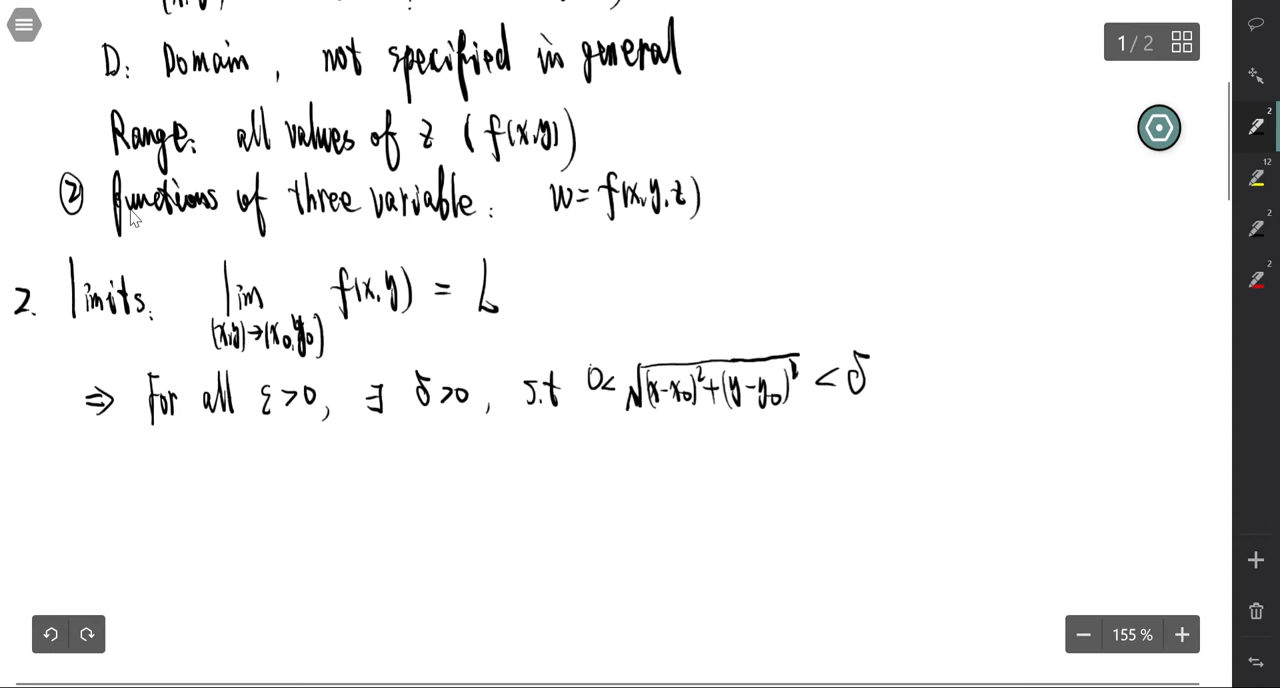 1 / 2
D: Domain, not specified in general
Range: all values of z (f(x,y))
② functions of three variable: w = f(x, y, z)
2. limits: lim f(x,y) = L
(x,y)→(x₀,y₀)
⇒ For all ε>0, ∃ δ>0, s.t 0< √(x-x₀)²+(y-y₀)² < δ
155 %